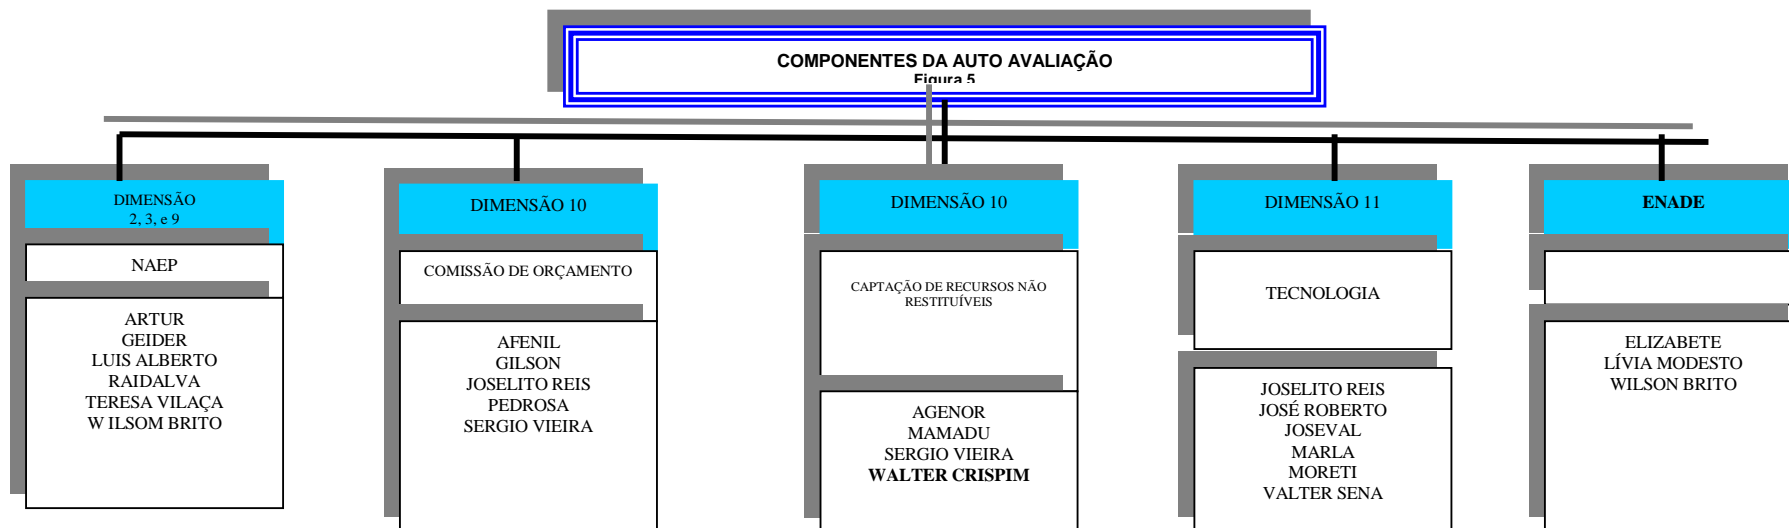 COMPONENTES DA AUTO AVALIAÇÃO
Figura 5
DIMENSÃO
2, 3, e 9
NAEP
ARTUR
GEIDER
LUIS ALBERTO
RAIDALVA
TERESA VILAÇA
W ILSOM BRITO
DIMENSÃO 10
COMISSÃO DE ORÇAMENTO
AFENIL
GILSON
JOSELITO REIS
PEDROSA
SERGIO VIEIRA
DIMENSÃO 10
CAPTAÇÃO DE RECURSOS NÃO
RESTITUÍVEIS
AGENOR
MAMADU
SERGIO VIEIRA
WALTER CRISPIM
DIMENSÃO 11
TECNOLOGIA
JOSELITO REIS
JOSÉ ROBERTO
JOSEVAL
MARLA
MORETI
VALTER SENA
ENADE
ELIZABETE
LÍVIA MODESTO
WILSON BRITO